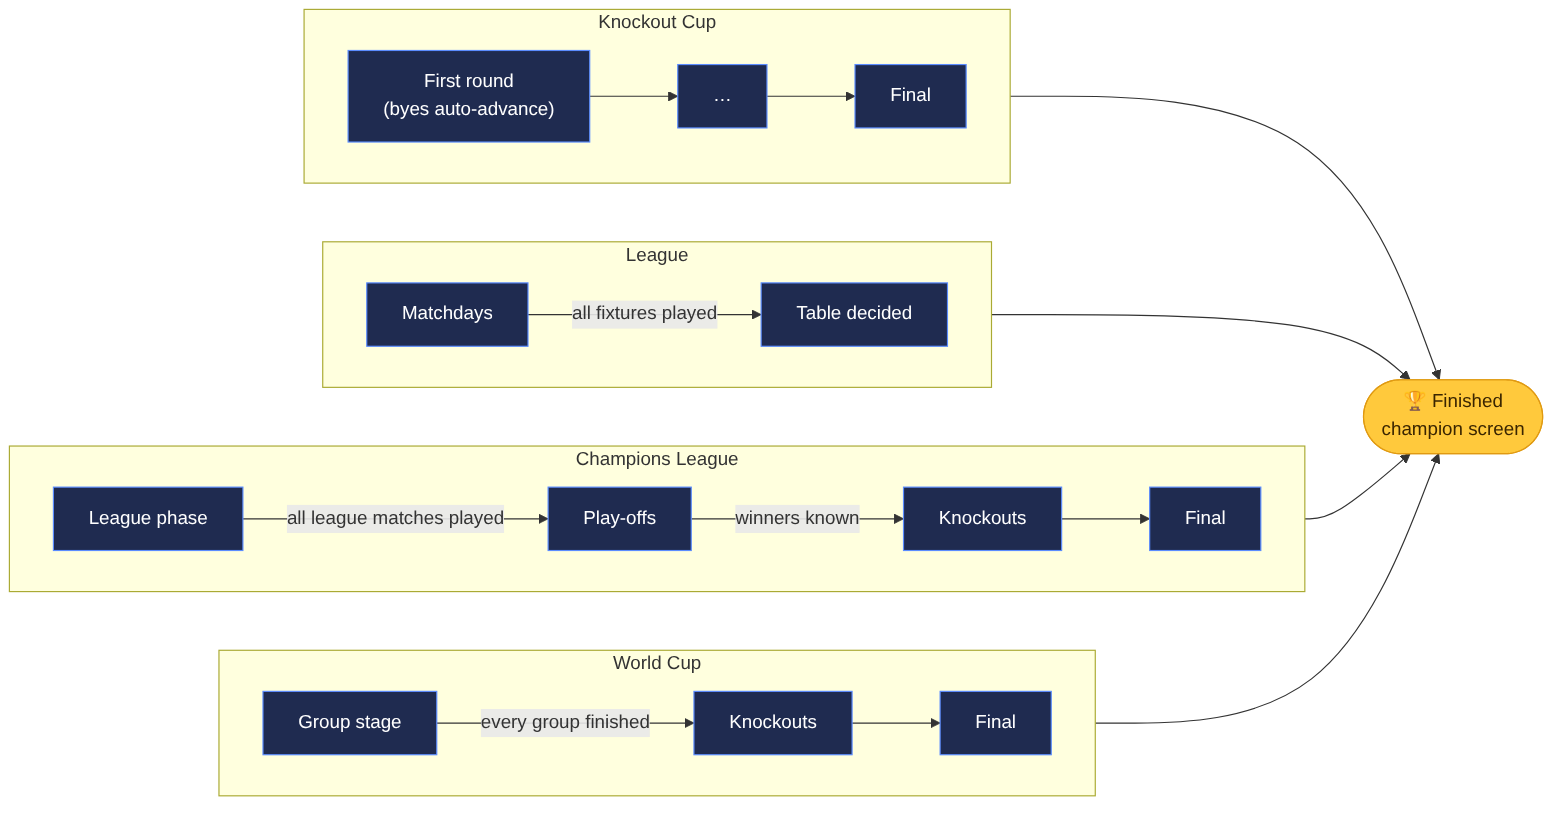 Knockout Cup
First round
(byes auto-advance)
...
Final
League
Matchdays
all fixtures played
Table decided
🏆 Finished
champion screen
Champions League
League phase
all league matches played
Play-offs
winners known
Knockouts
Final
World Cup
Group stage
every group finished
Knockouts
Final